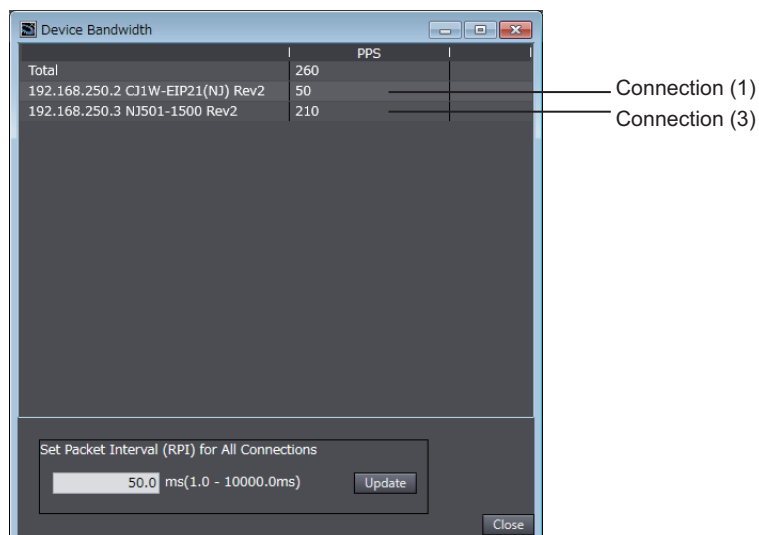 Device Bandwidth
PPS
Total 260
192.168.250.2 CJ1W-EIP21(NJ) Rev2 50
Connection (1)
192.168.250.3 NJ501-1500 Rev2 210
Connection (3)
Set Packet Interval (RPI) for All Connections
50.0 ms(1.0 - 10000.0ms) Update
Close